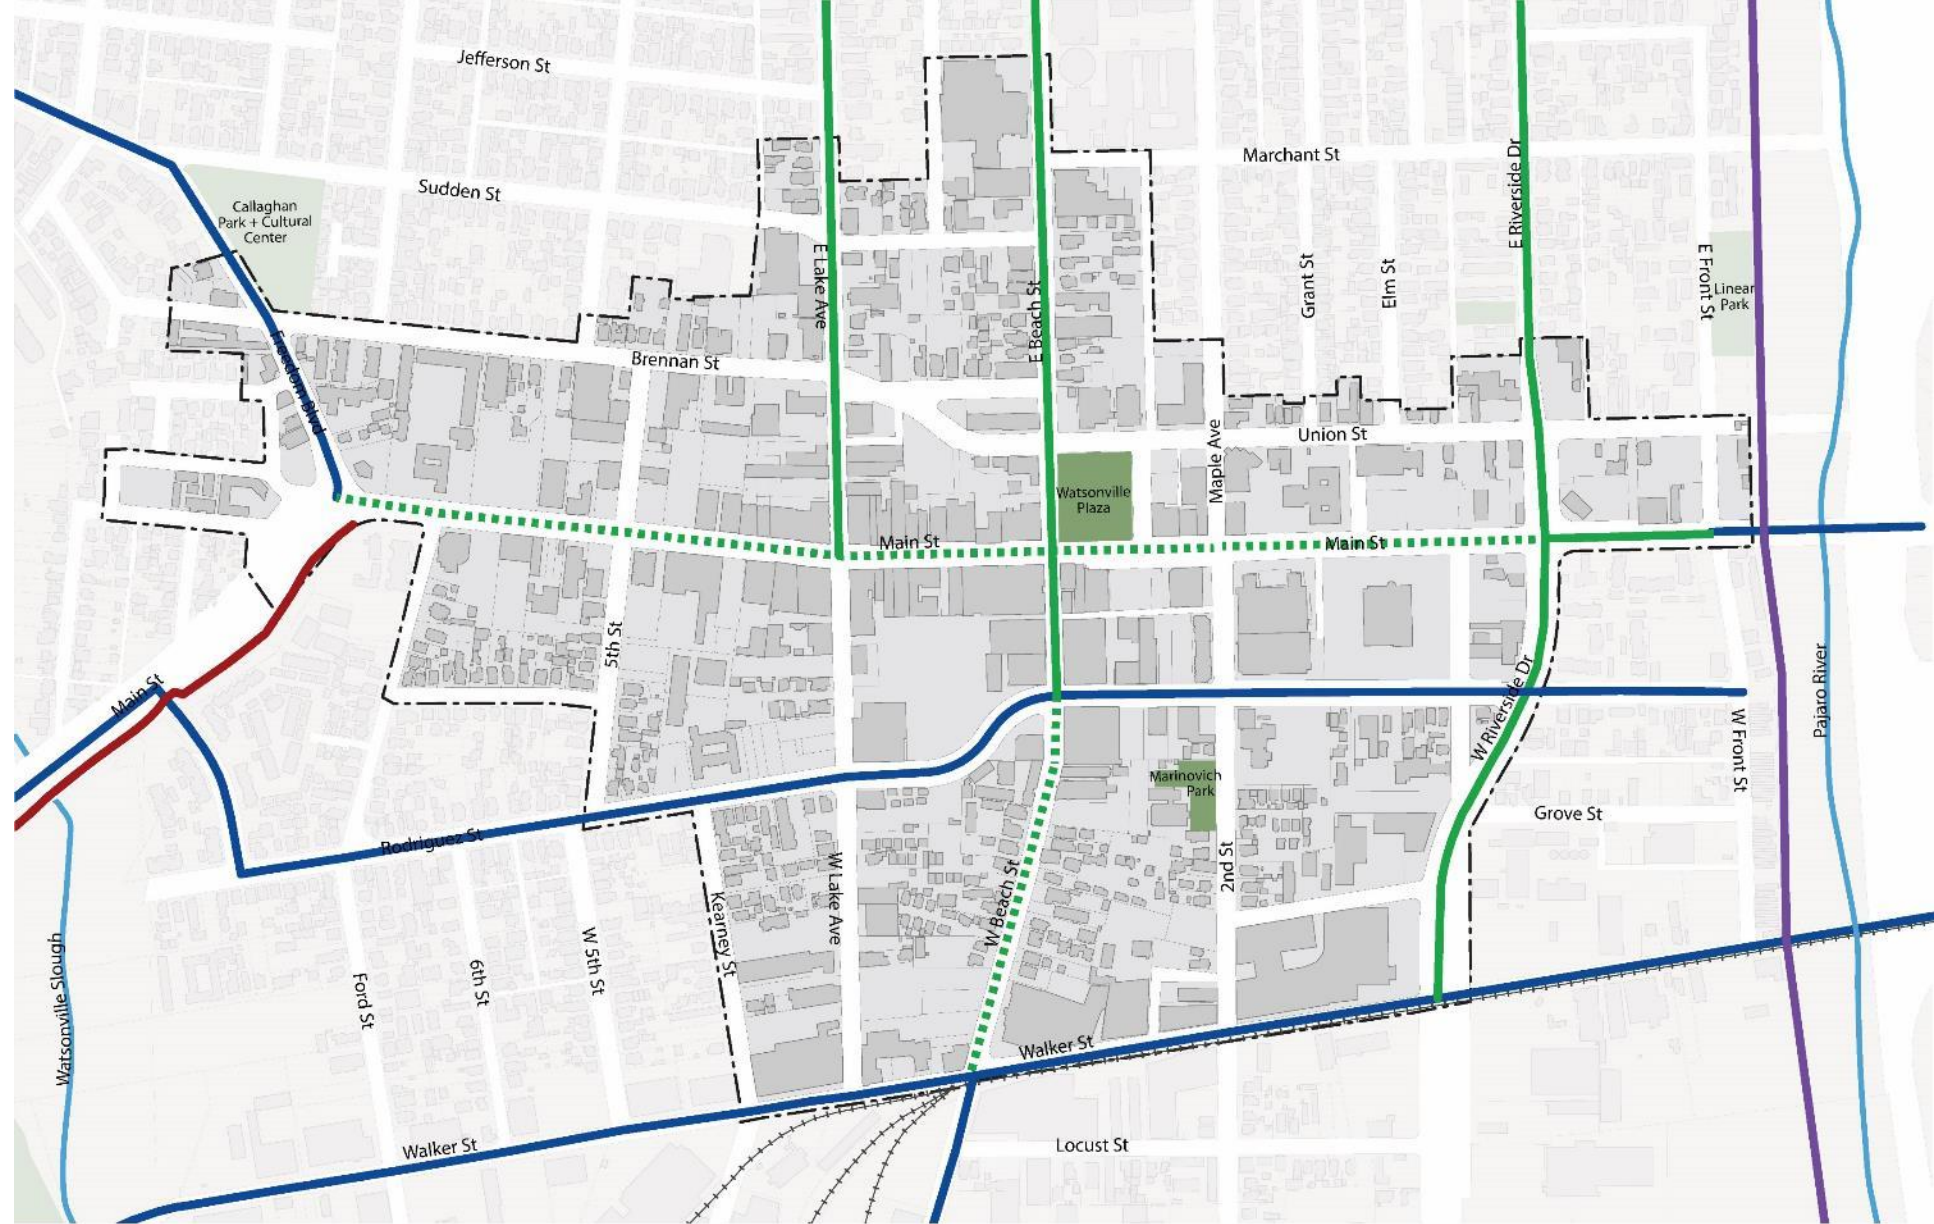 Jefferson St
Marchant St
Sudden St
Callaghan
Park + Cultural
Center
E Riverside Dr
E Lake Ave
E Beach St
Grant St
Elm St
E Front St
Linear
Park
Freedom Blvd
Brennan St
Union St
Maple Ave
Watsonville
Plaza
Main St
Main St
5th St
Main St
W Riverside Dr
Pajaro River
W Front St
Marinovich
Park
Grove St
Rodriguez St
W Lake Ave
2nd St
W Beach St
Kearney St
Watsonville Slough
Ford St
6th St
W 5th St
Walker St
Walker St
Locust St